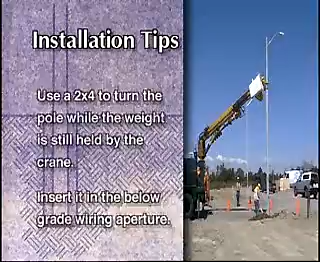 Installation Tips
Use a 2x4 to turn the
pole while the weight
is still held by the
crane.
Insert it in the below
grade wiring aperture.